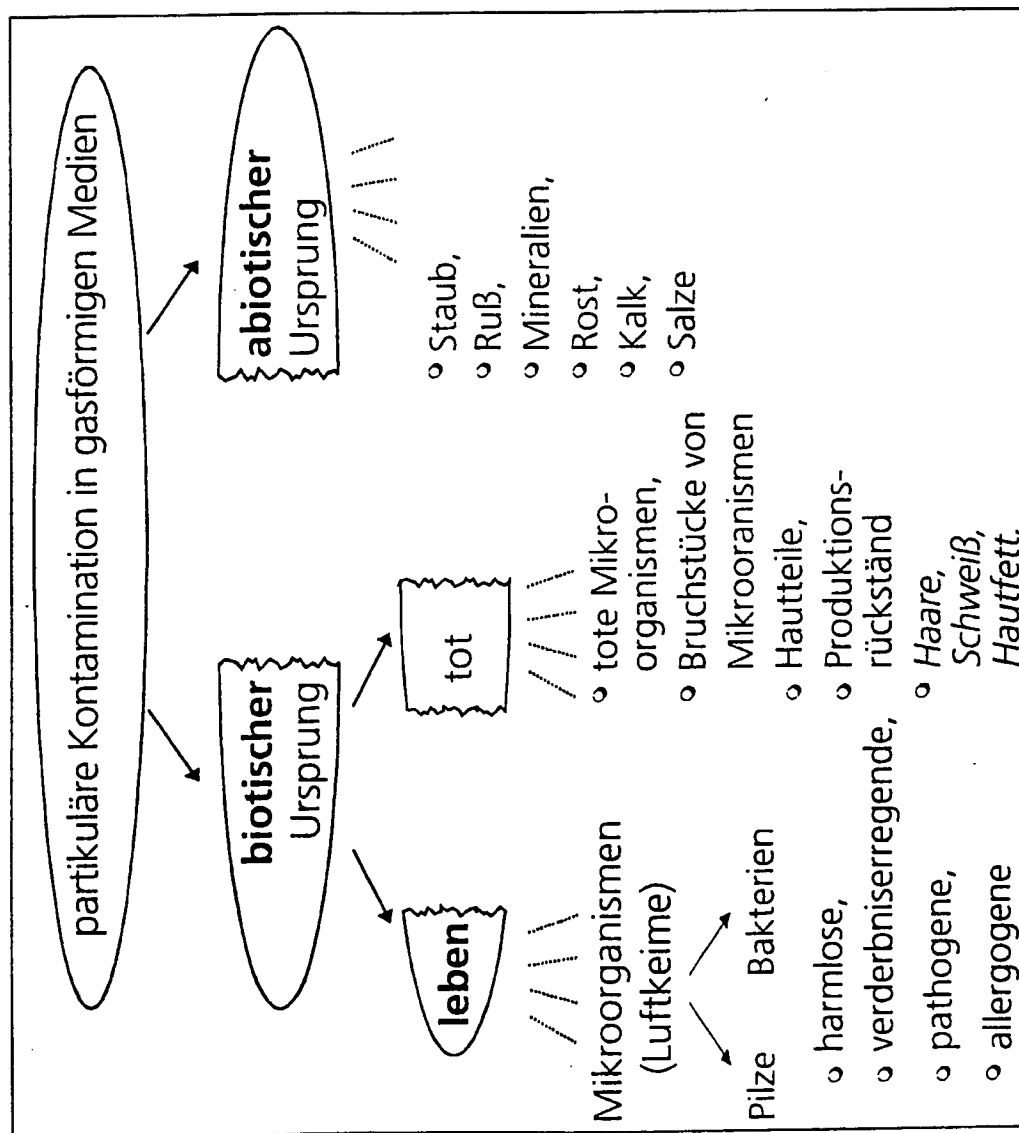 partikuläre Kontamination in gasförmigen Medien
biotischer
Ursprung
abiotischer
Ursprung
leben
tot
Mikroorganismen
(Luftkeime)
Pilze
Bakterien
harmlose,
verderbniserregende,
pathogene,
allergogene
tote Mikro-
organismen,
Bruchstücke von
Mikrooranismen
Hautteile,
Produktions-
rückständ
Haare,
Schweiß,
Hautfett.
Staub,
Ruß,
Mineralien,
Rost,
Kalk,
Salze